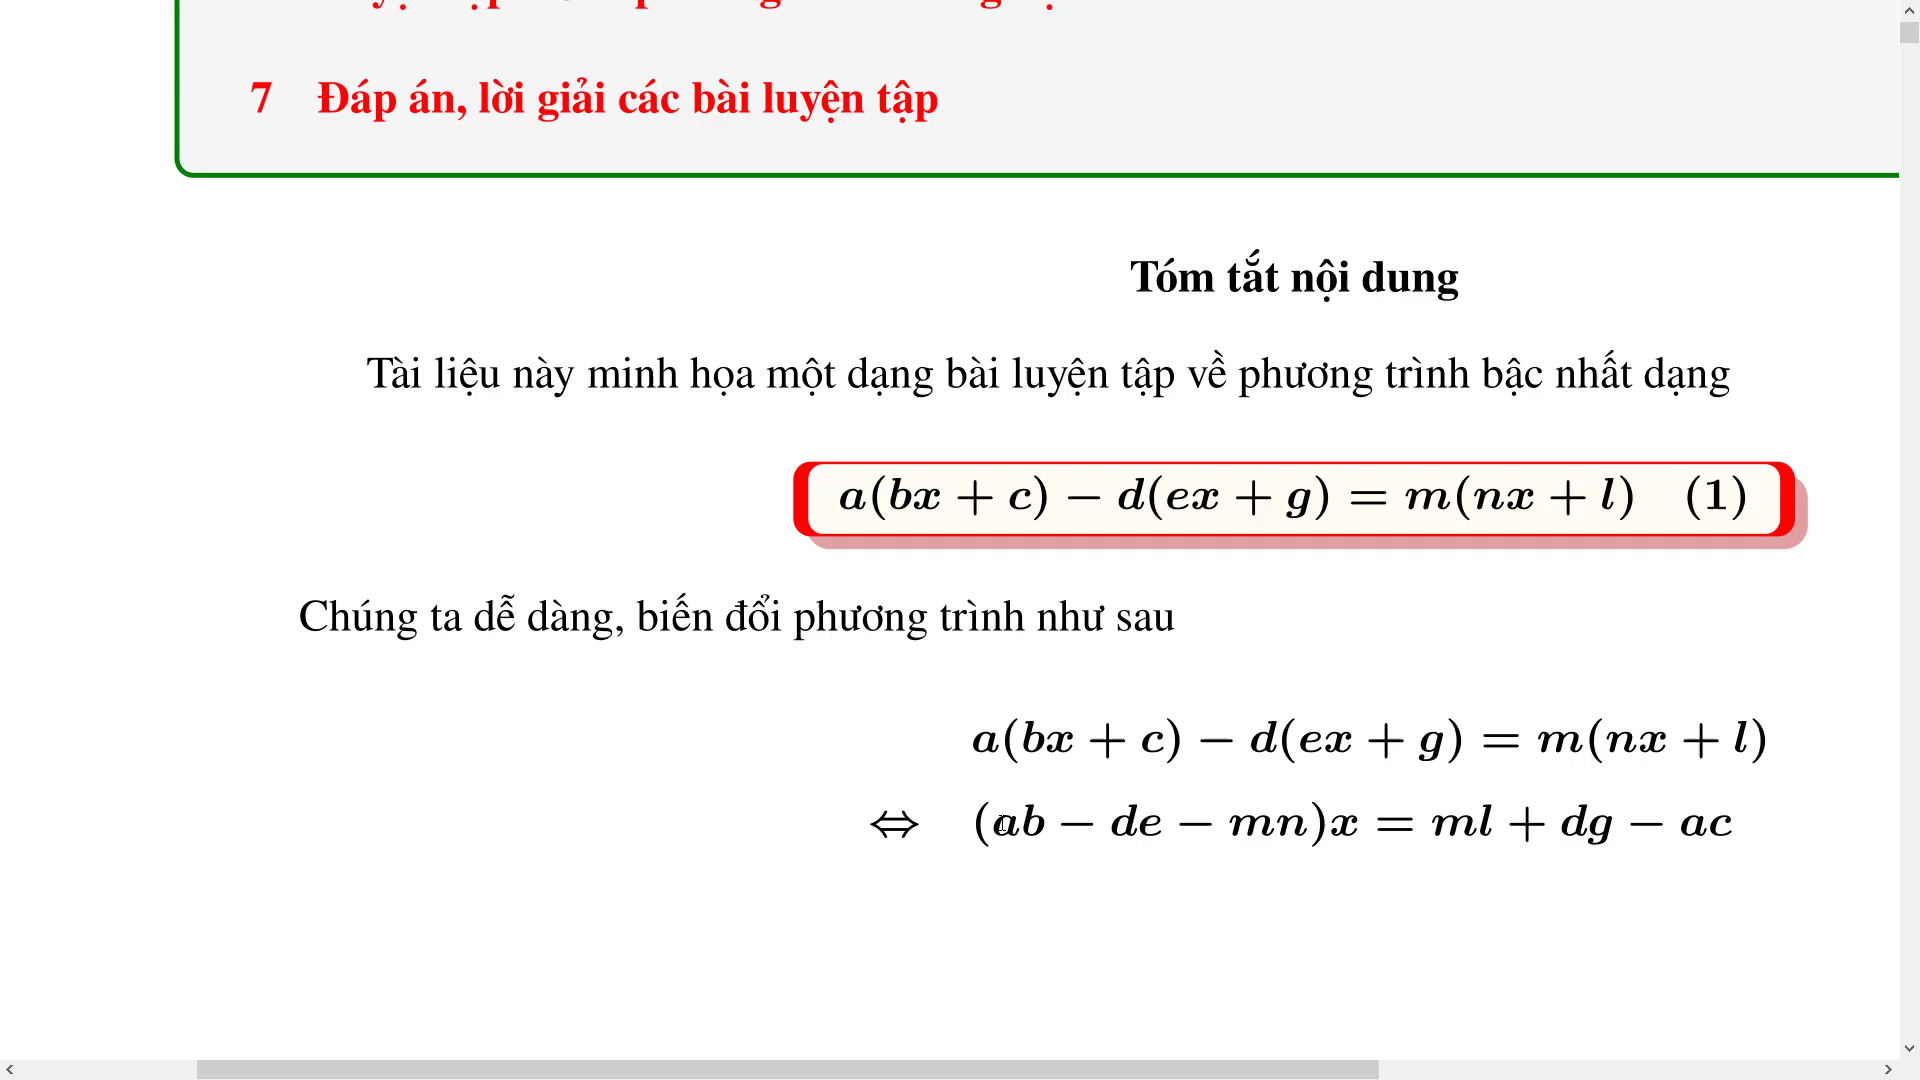 7 Đáp án, lời giải các bài luyện tập
Tóm tắt nội dung
Tài liệu này minh họa một dạng bài luyện tập về phương trình bậc nhất dạng
a(bx + c) − d(ex + g) = m(nx + l) (1)
Chúng ta dễ dàng, biến đổi phương trình như sau
a(bx + c) − d(ex + g) = m(nx + l)
⇔ (ab − de − mn)x = ml + dg − ac